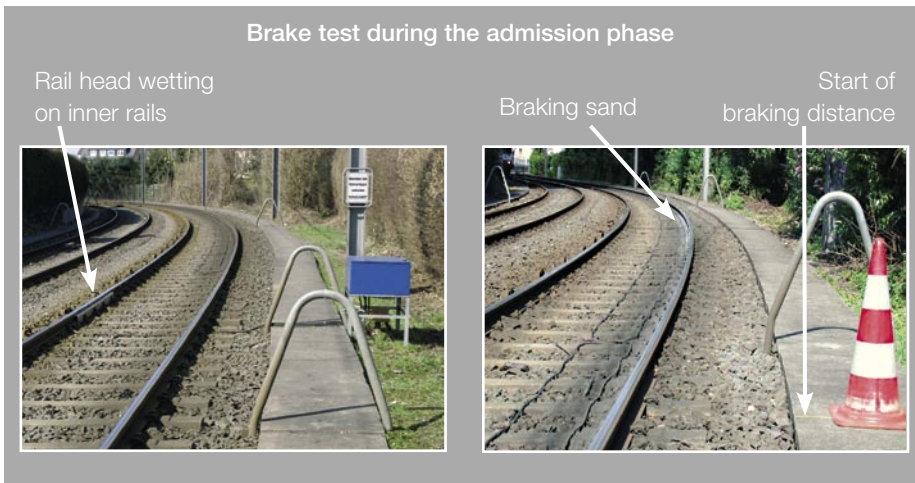 Brake test during the admission phase
Rail head wetting
on inner rails
Braking sand
Start of
braking distance